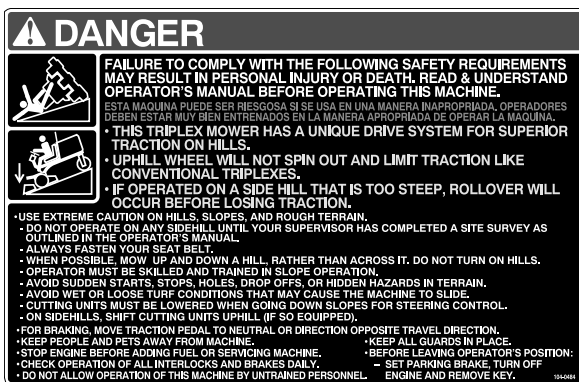 DANGER
FAILURE TO COMPLY WITH THE FOLLOWING SAFETY REQUIREMENTS
MAY RESULT IN PERSONAL INJURY OR DEATH. READ & UNDERSTAND
OPERATOR'S MANUAL BEFORE OPERATING THIS MACHINE.
ESTA MAQUINA PUEDE SER RIESGOSA SI SE USA EN UNA MANERA INAPROPRIADA. OPERADORES
DEBEN ESTAR MUY BIEN ENTRENADOS EN LA MANERA APROPRIADA DE OPERAR LA MAQUINA.
• THIS TRIPLEX MOWER HAS A UNIQUE DRIVE SYSTEM FOR SUPERIOR
TRACTION ON HILLS.
• UPHILL WHEEL WILL NOT SPIN OUT AND LIMIT TRACTION LIKE
CONVENTIONAL TRIPLEXES.
• IF OPERATED ON A SIDE HILL THAT IS TOO STEEP, ROLLOVER WILL
OCCUR BEFORE LOSING TRACTION.
•USE EXTREME CAUTION ON HILLS, SLOPES, AND ROUGH TERRAIN.
- DO NOT OPERATE ON ANY SIDEHILL UNTIL YOUR SUPERVISOR HAS COMPLETED A SITE SURVEY AS
OUTLINED IN THE OPERATOR'S MANUAL.
- ALWAYS FASTEN YOUR SEAT BELT.
- WHEN POSSIBLE, MOW UP AND DOWN A HILL, RATHER THAN ACROSS IT. DO NOT TURN ON HILLS.
- OPERATOR MUST BE SKILLED AND TRAINED IN SLOPE OPERATION.
- AVOID SUDDEN STARTS, STOPS, HOLES, DROP OFFS, OR HIDDEN HAZARDS IN TERRAIN.
- AVOID WET OR LOOSE TURF CONDITIONS THAT MAY CAUSE THE MACHINE TO SLIDE.
- CUTTING UNITS MUST BE LOWERED WHEN GOING DOWN SLOPES FOR STEERING CONTROL.
- ON SIDEHILLS, SHIFT CUTTING UNITS UPHILL (IF SO EQUIPPED).
•FOR BRAKING, MOVE TRACTION PEDAL TO NEUTRAL OR DIRECTION OPPOSITE TRAVEL DIRECTION.
•KEEP PEOPLE AND PETS AWAY FROM MACHINE.
•STOP ENGINE BEFORE ADDING FUEL OR SERVICING MACHINE.
•CHECK OPERATION OF ALL INTERLOCKS AND BRAKES DAILY.
• DO NOT ALLOW OPERATION OF THIS MACHINE BY UNTRAINED PERSONNEL.
•KEEP ALL GUARDS IN PLACE.
•BEFORE LEAVING OPERATOR'S POSITION:
– SET PARKING BRAKE, TURN OFF
ENGINE AND REMOVE KEY.
104-0484